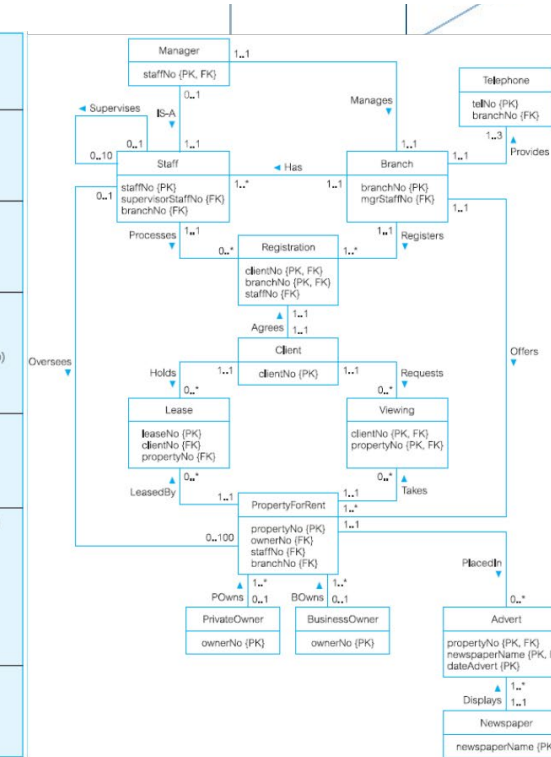 Manager
1..1
staffNo {PK, FK}
Telephone
0..1
Manages
telNo {PK}
branchNo {FK}
◄ Supervises
IS-A
1..3
Provides
0..1
1..1
1..1
1..1
0..10
Staff
◄ Has
Branch
0..1
staffNo {PK}
supervisorStaffNo {FK}
branchNo {FK}
1..*
1..1
branchNo {PK}
mgrStaffNo {FK}
1..1
Processes
1..1
1..1
Registers
0..*
Registration
1..*
clientNo {PK, FK}
branchNo {PK, FK}
staffNo {FK}
1..1
Agrees
1..1
)
Oversees
Client
Offers
Holds
1..1
clientNo {PK}
1..1
Requests
0..*
0..*
Lease
Viewing
leaseNo {PK}
clientNo {FK}
propertyNo {FK}
clientNo {PK, FK}
propertyNo {PK, FK}
0..*
0..*
LeasedBy
1..1
PropertyForRent
1..1
Takes
1..*
1..1
0..100
propertyNo {PK}
ownerNo {FK}
staffNo {FK}
branchNo {FK}
PlacedIn
1..*
1..*
POwns
0..1
BOwns
0..1
0..*
PrivateOwner
BusinessOwner
Advert
ownerNo {PK}
ownerNo {PK}
propertyNo {PK, FK}
newspaperName {PK,
dateAdvert {PK}
1..*
Displays
1..1
Newspaper
newspaperName {PK